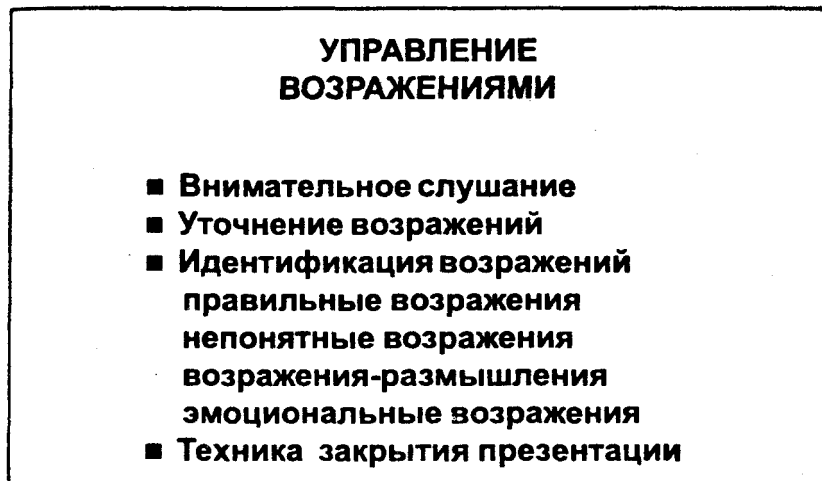 УПРАВЛЕНИЕ
ВОЗРАЖЕНИЯМИ
■ Внимательное слушание
■ Уточнение возражений
■ Идентификация возражений
правильные возражения
непонятные возражения
возражения-размышления
эмоциональные возражения
■ Техника закрытия презентации